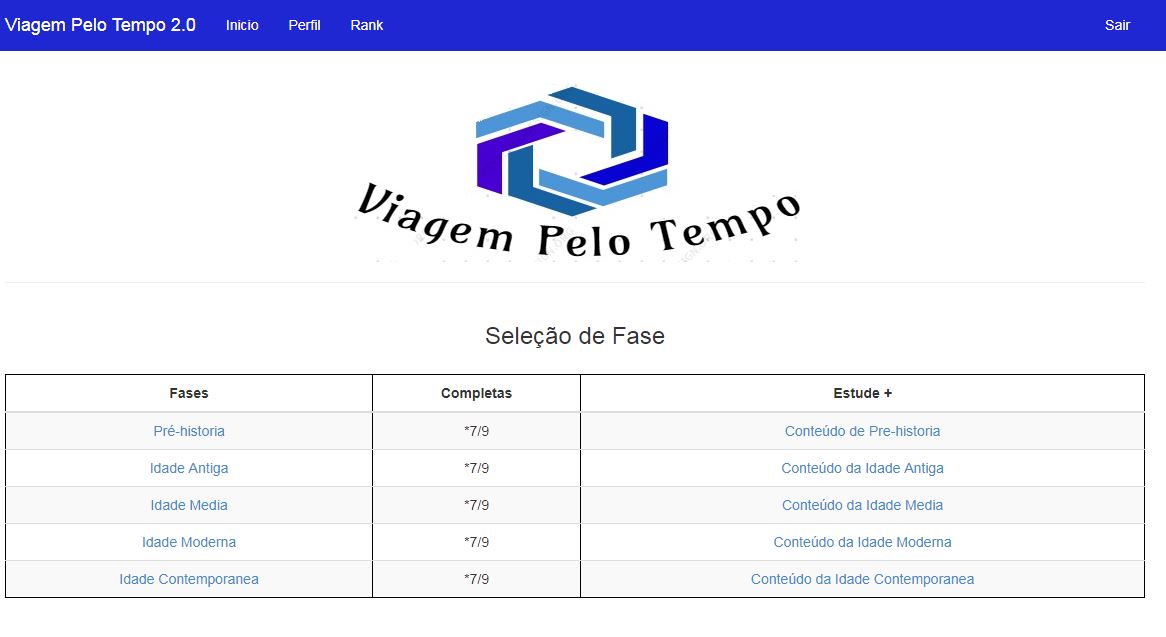 Viagem Pelo Tempo 2.0 Inicio Perfil Rank Sair
Viagem Pelo Tempo
Seleção de Fase
Fases Completas Estude +
Pré-historia *7/9 Conteúdo de Pre-historia
Idade Antiga *7/9 Conteúdo da Idade Antiga
Idade Media *7/9 Conteúdo da Idade Media
Idade Moderna *7/9 Conteúdo da Idade Moderna
Idade Contemporanea *7/9 Conteúdo da Idade Contemporanea